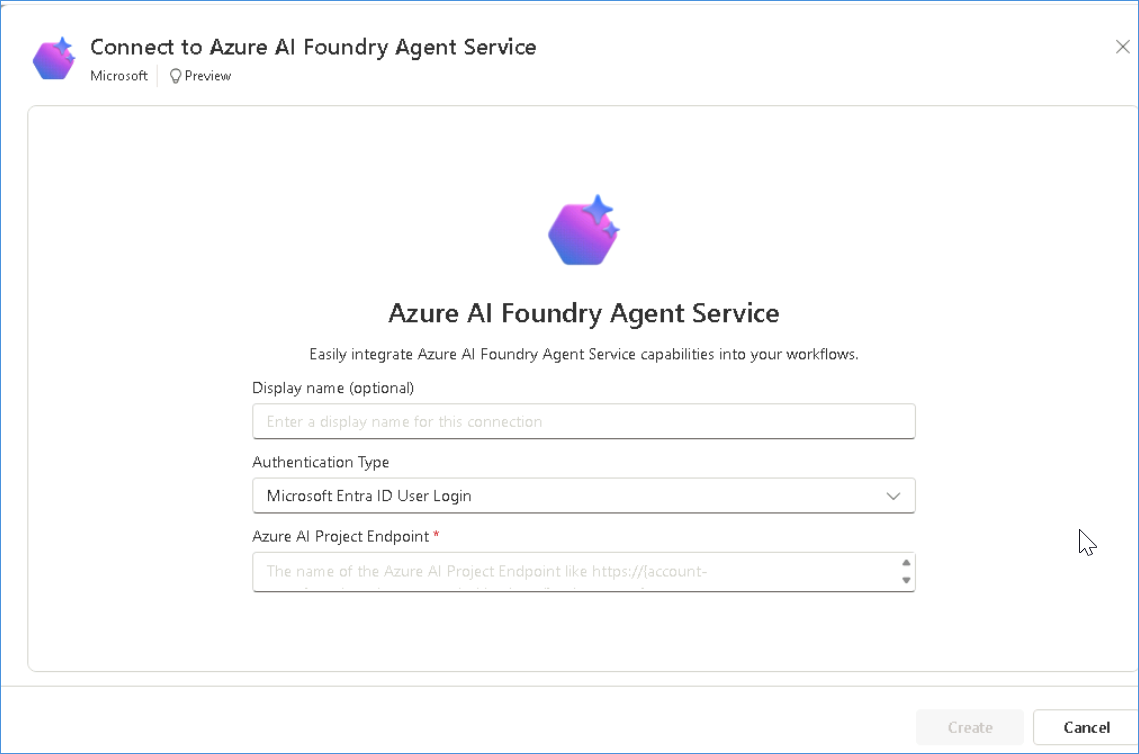 Connect to Azure AI Foundry Agent Service
Microsoft
Preview
Azure AI Foundry Agent Service
Easily integrate Azure AI Foundry Agent Service capabilities into your workflows.
Display name (optional)
Enter a display name for this connection
Authentication Type
Microsoft Entra ID User Login
Azure AI Project Endpoint *
The name of the Azure AI Project Endpoint like https://[account-
Create
Cancel